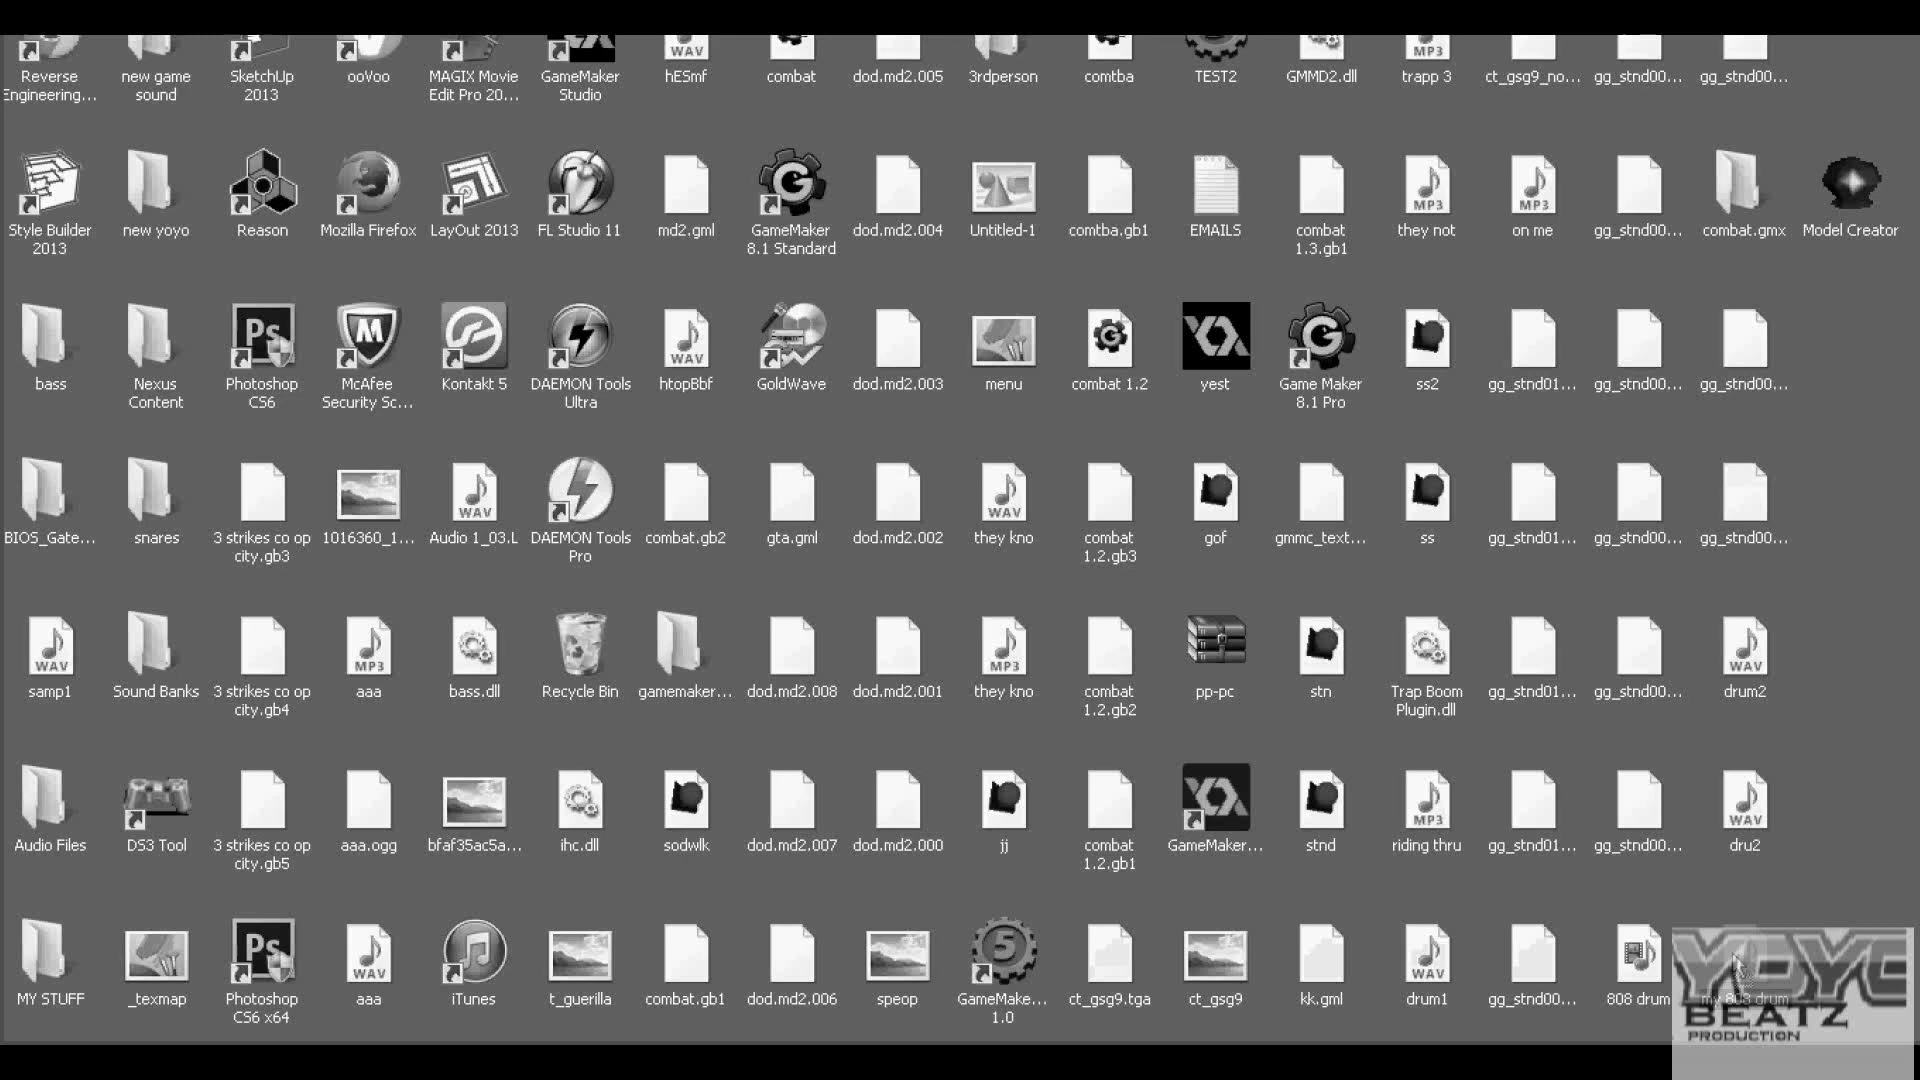 Reverse Engineering...
new game sound
SketchUp 2013
ooVoo
MAGIX Movie Edit Pro 20...
GameMaker Studio
WAV
hESmf
combat
dod.md2.005
3rdperson
comtba
TEST2
GMMD2.dll
MP3
trapp 3
ct_gsg9_no...
gg_stnd00...
gg_stnd00...
Style Builder 2013
new yoyo
Reason
Mozilla Firefox
LayOut 2013
FL Studio 11
md2.gml
G
GameMaker 8.1 Standard
dod.md2.004
Untitled-1
comtba.gb1
EMAILS
combat 1.3.gb1
MP3
they not
MP3
on me
gg_stnd00...
combat.gmx
Model Creator
bass
Nexus Content
Ps
Photoshop CS6
M
McAfee Security Sc...
Kontakt 5
DAEMON Tools Ultra
WAV
htopBbf
GoldWave
dod.md2.003
menu
G
combat 1.2
yest
G
Game Maker 8.1 Pro
ss2
gg_stnd01...
gg_stnd00...
gg_stnd00...
BIOS_Gate...
snares
3 strikes co op city.gb3
1016360_1...
WAV
Audio 1_03.L
DAEMON Tools Pro
combat.gb2
gta.gml
dod.md2.002
WAV
they kno
combat 1.2.gb3
gof
gmmc_text...
ss
gg_stnd01...
gg_stnd00...
gg_stnd00...
WAV
samp1
Sound Banks
3 strikes co op city.gb4
MP3
aaa
bass.dll
Recycle Bin
gamemaker...
dod.md2.008
dod.md2.001
MP3
they kno
combat 1.2.gb2
pp-pc
stn
Trap Boom Plugin.dll
gg_stnd01...
gg_stnd00...
WAV
drum2
Audio Files
DS3 Tool
3 strikes co op city.gb5
aaa.ogg
bfaf35ac5a...
ihc.dll
sodwlk
dod.md2.007
dod.md2.000
jj
combat 1.2.gb1
GameMaker...
stnd
MP3
riding thru
gg_stnd01...
gg_stnd00...
WAV
dru2
MY STUFF
_texmap
Ps
Photoshop CS6 x64
WAV
aaa
iTunes
t_guerilla
combat.gb1
dod.md2.006
speop
5
GameMake... 1.0
ct_gsg9.tga
ct_gsg9
kk.gml
WAV
drum1
gg_stnd00...
808 drum
my 808 drum
YOYO
BEATZ
PRODUCTION